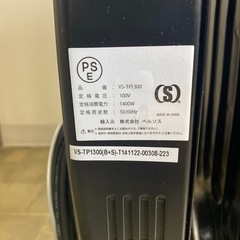 PS
E
品番 : VS-TP1300
定格電圧 : 100V
定格消費電力 : 1400W
定格周波数 : 50/60Hz
輸入元 株式会社 ベルソス
S
MADE IN CHINA
VS-TP1300(B+S)-T141122-00308-223